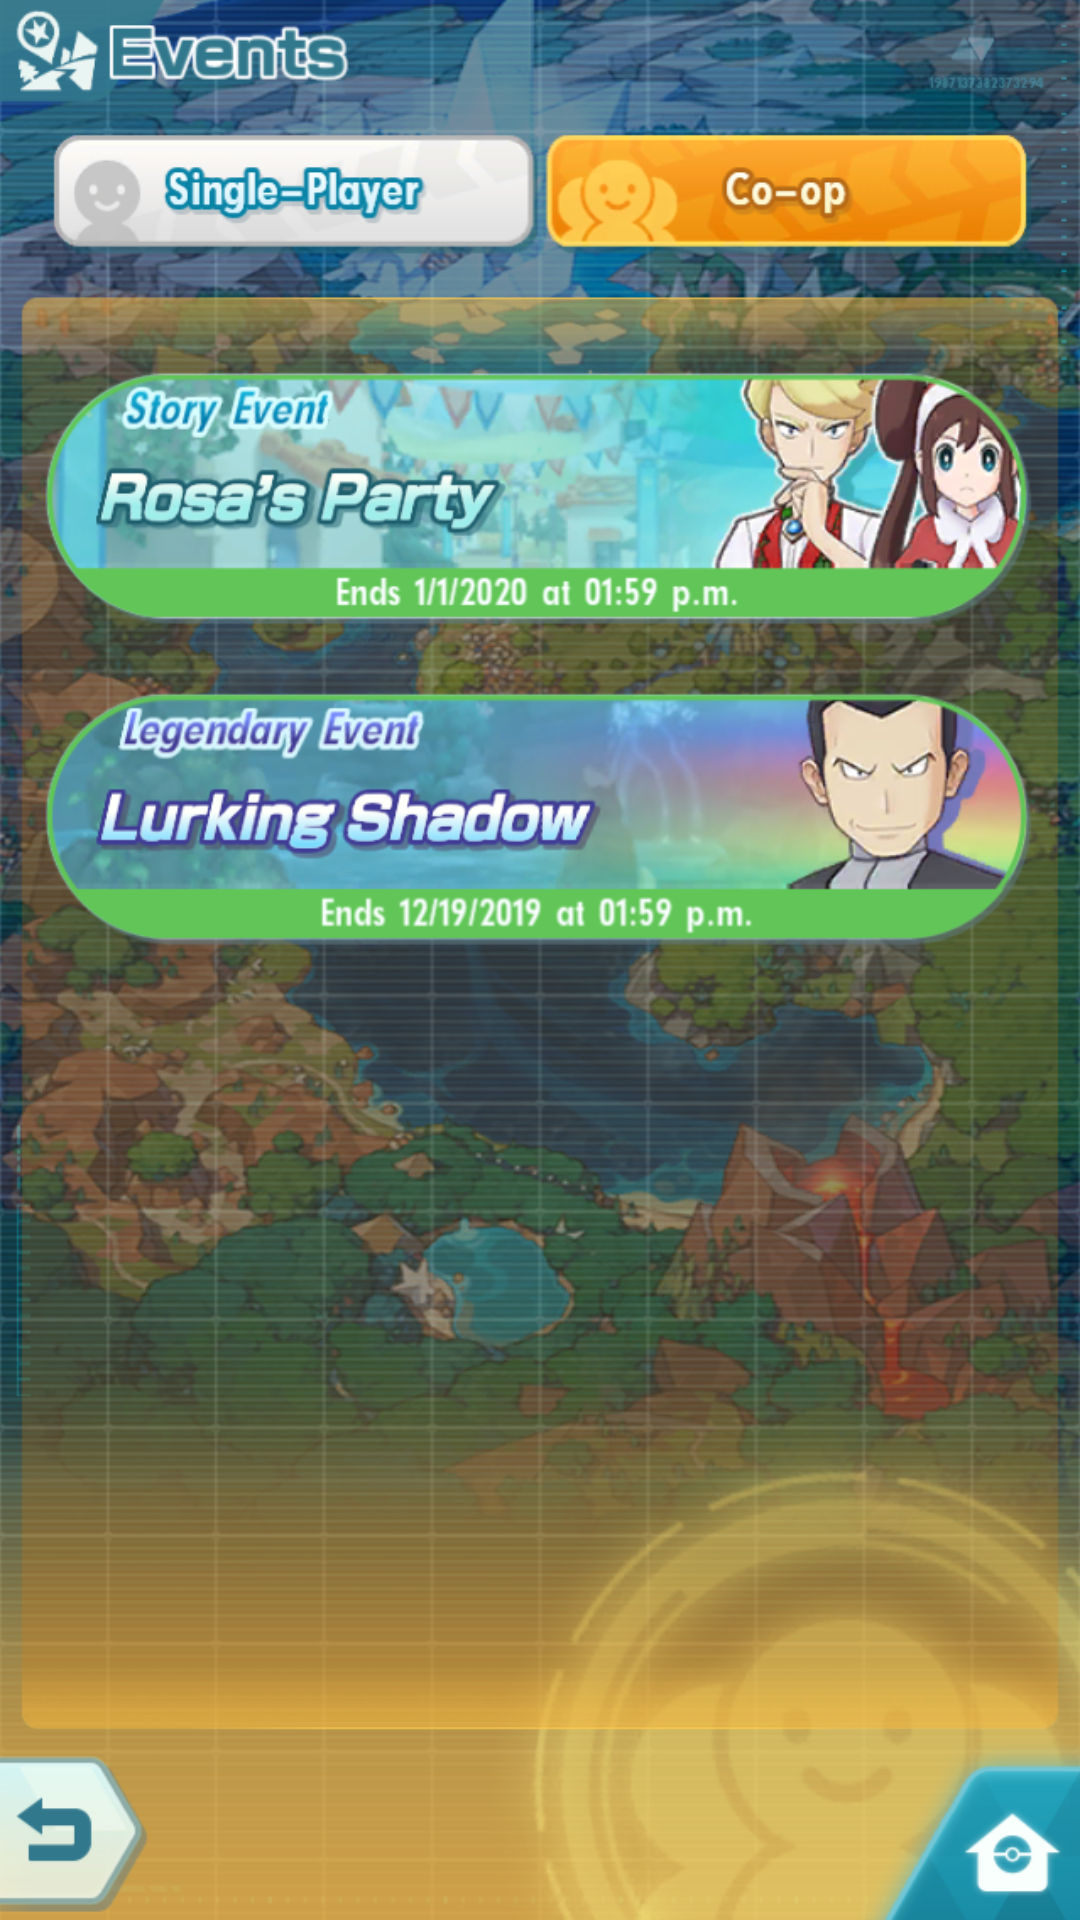 Events
1987137382373294
Single-Player
Co-op
Story Event
Rosa's Party
Ends 1/1/2020 at 01:59 p.m.
Legendary Event
Lurking Shadow
Ends 12/19/2019 at 01:59 p.m.